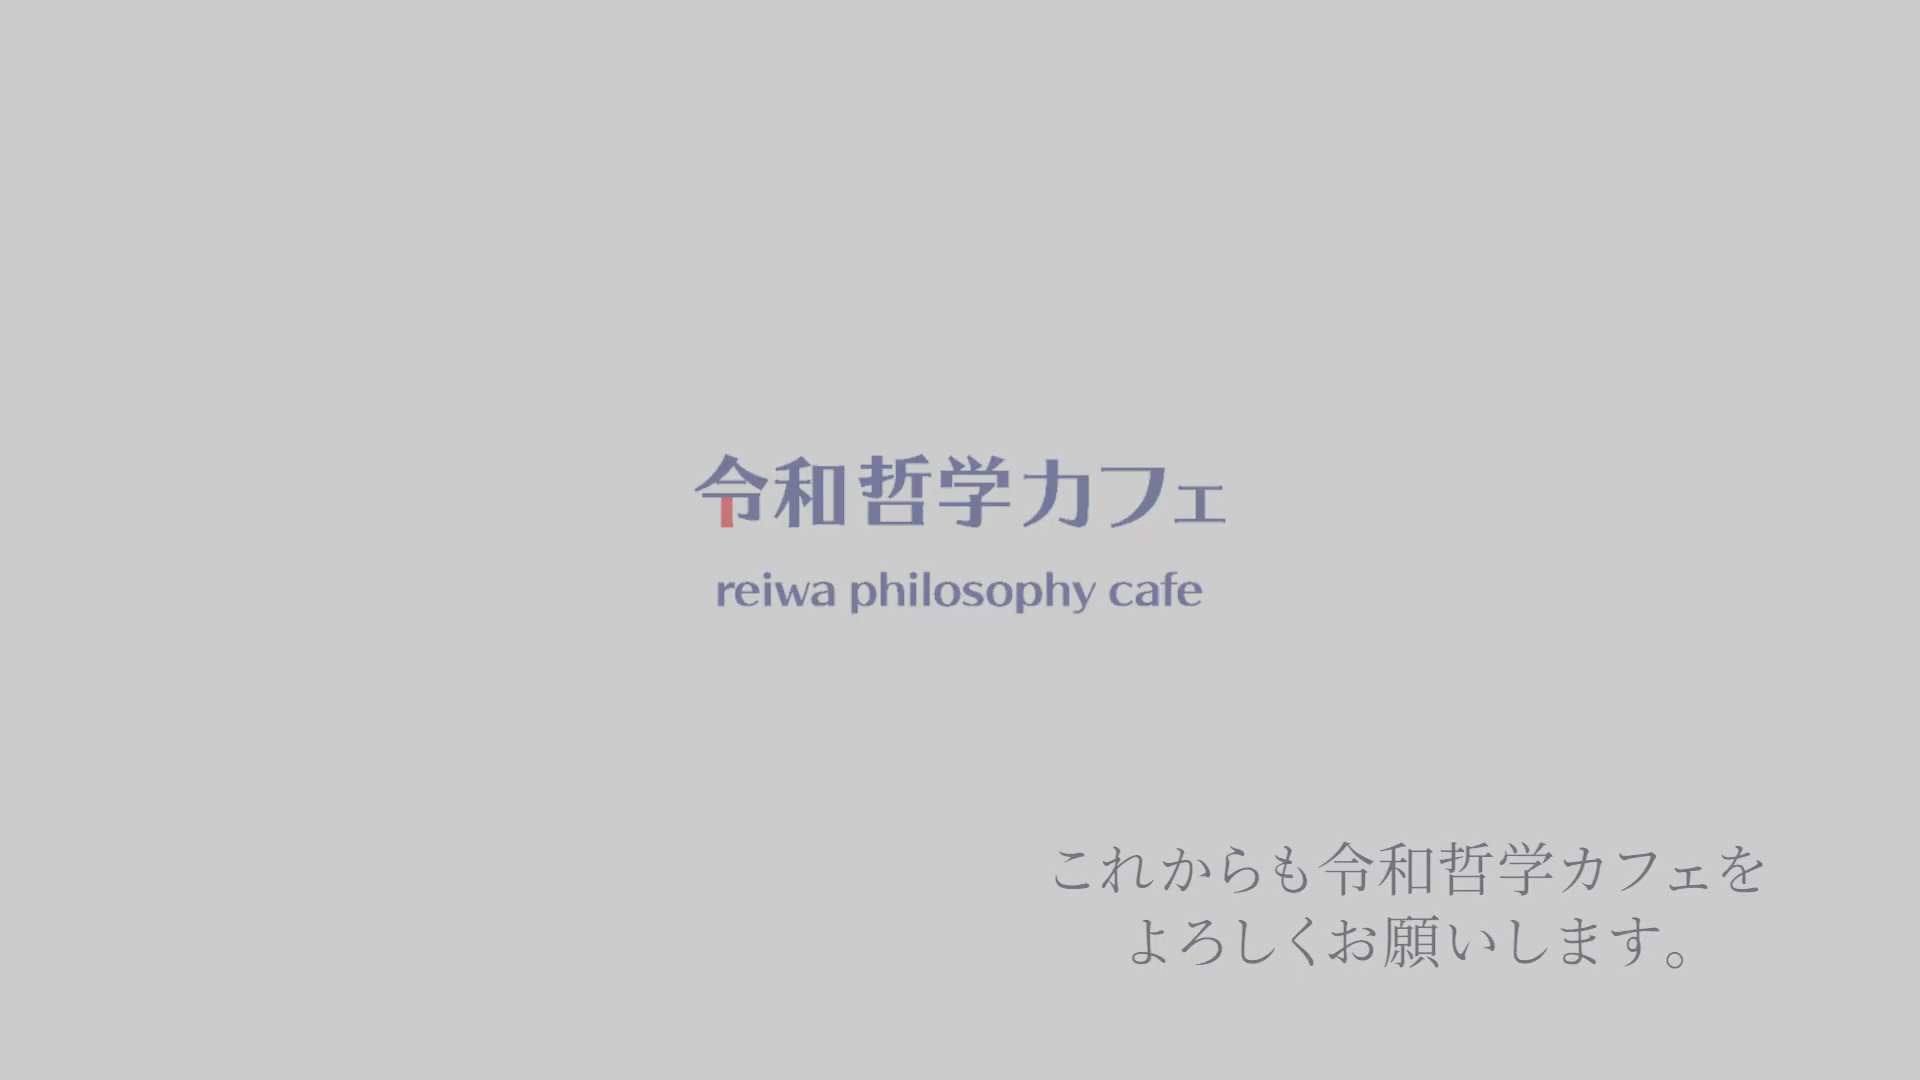 令和哲学カフェ
reiwa philosophy cafe
これからも令和哲学カフェを
よろしくお願いします。